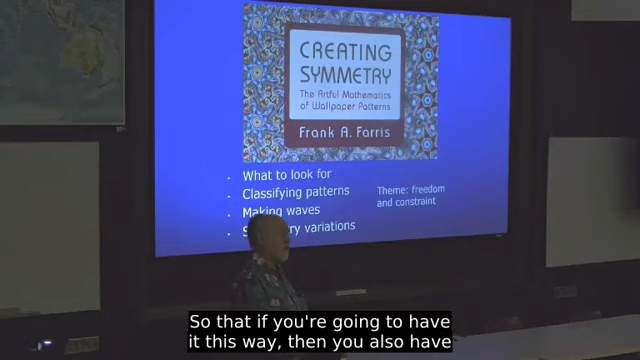 CREATING
SYMMETRY
The Artful Mathematics
of Wallpaper Patterns
Frank A. Farris
What to look for
Classifying patterns
Making waves
variations
Theme: freedom
and constraint
So that if you're going to have
it this way, then you also have